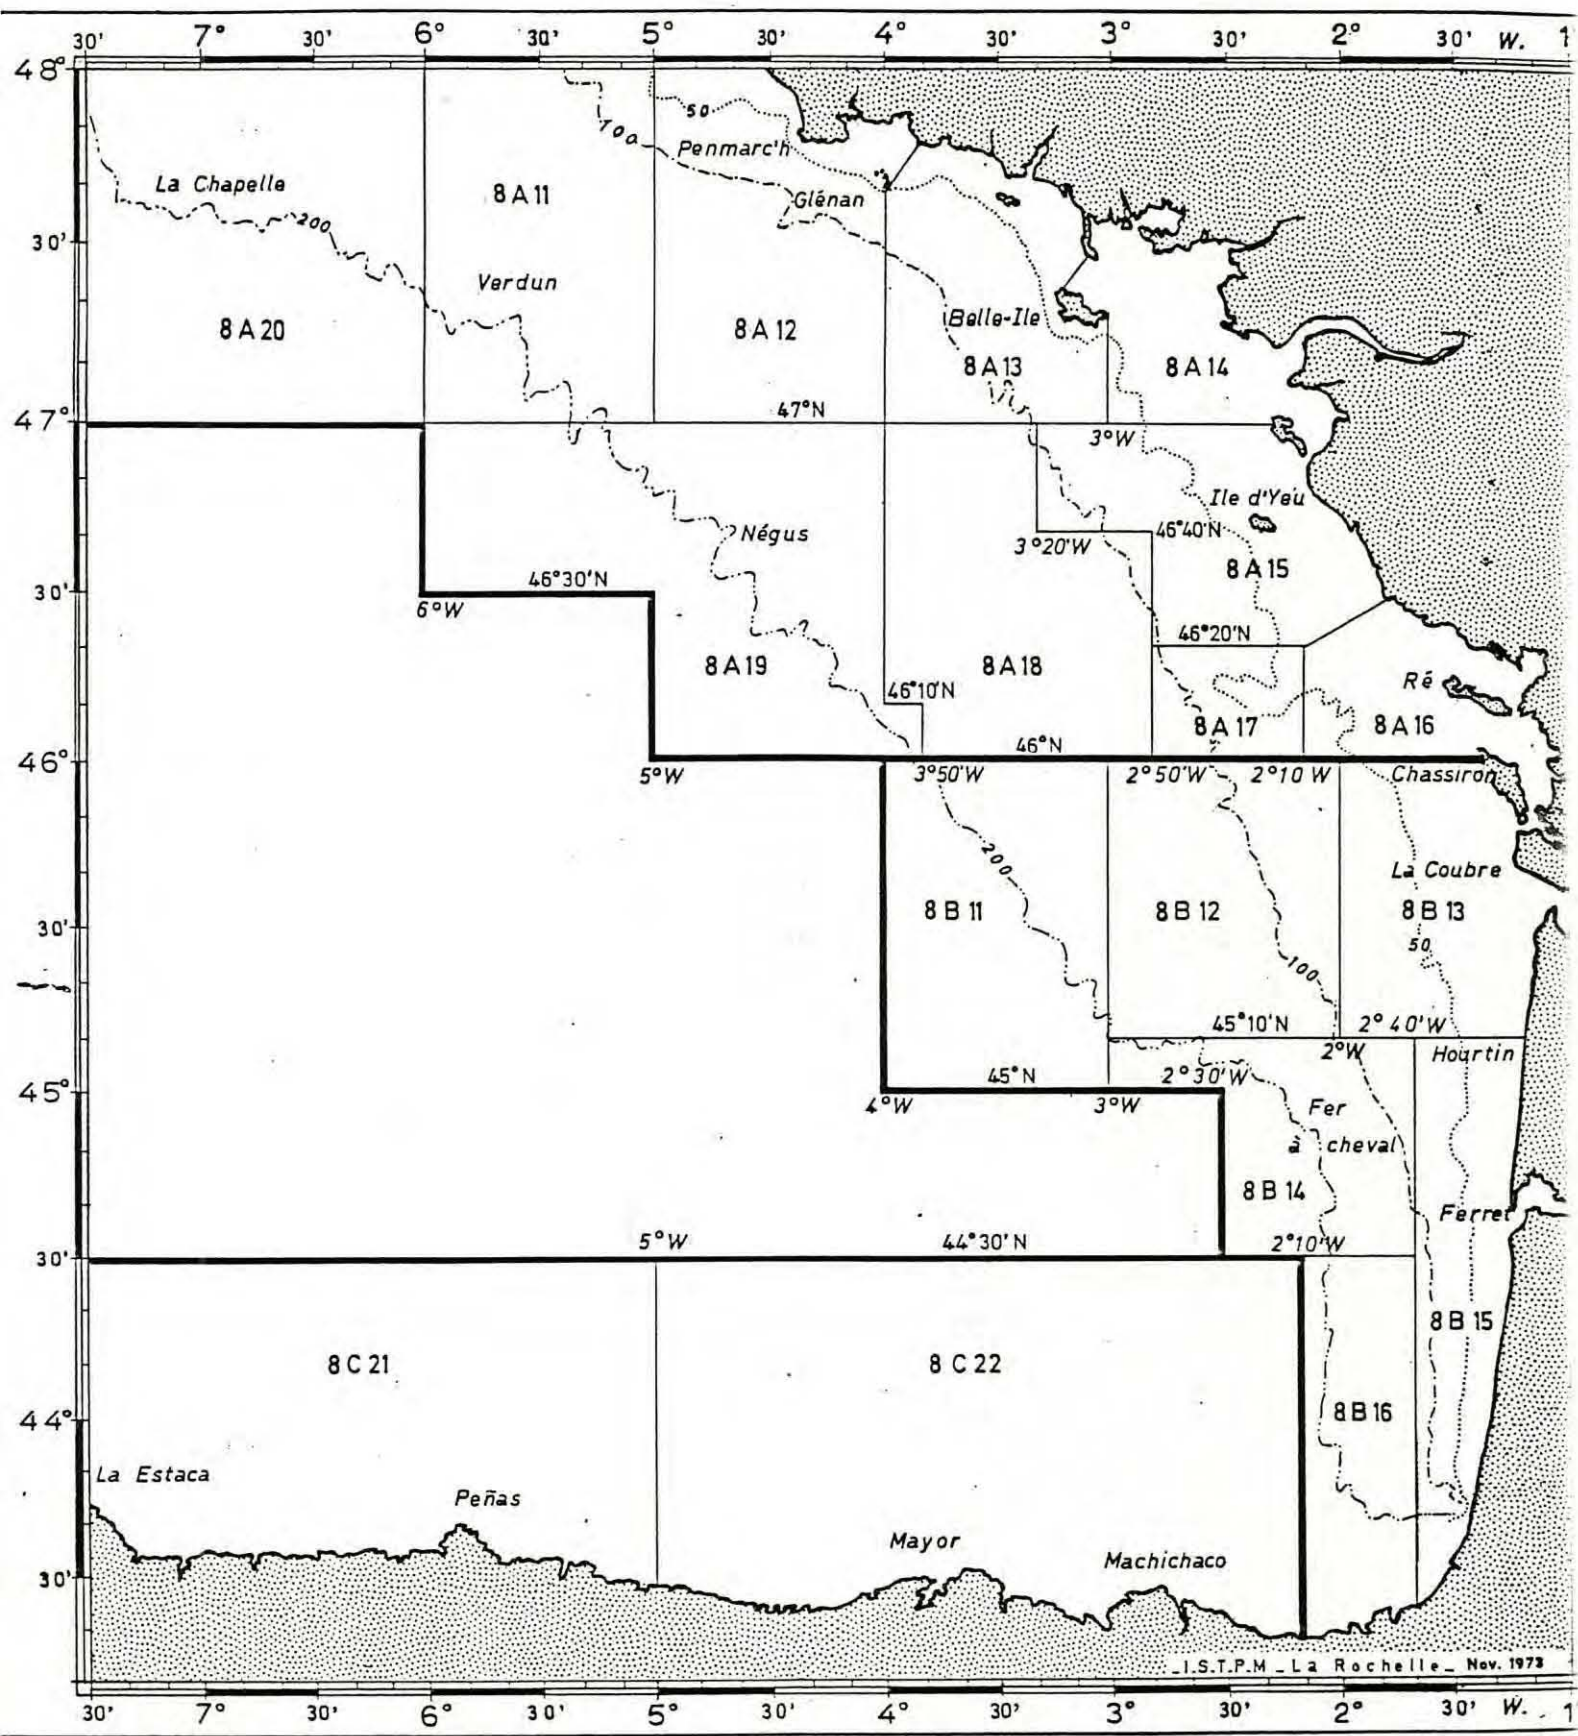 30' 7° 30' 6° 30' 5° 30' 4° 30' 3° 30' 2° 30' W. 1
48°
50
100
Penmarc'h
La Chapelle
8 A 11
Glénan
200
30'
Verdun
8 A 20
8 A 12
Belle-Ile
8 A 13
8 A 14
47°N
47°
3°W
Ile d'Yeu
Négus
46°40'N
3°20'W
8 A 15
46°30'N
30'
6°W
46°20'N
8 A 19
8 A 18
46°10'N
Ré
8 A 17
8 A 16
46°N
46°
5°W
3°50'W
2°50'W
2°10 W
Chassiron
200
La Coubre
8 B 11
8 B 12
8 B 13
30'
50
100
45°10'N
2° 40'W
2°W
Hourtin
45°N
2°30'W
45°
4°W
3°W
Fer
à cheval
8 B 14
Ferret
5°W
44°30'N
2°10'W
30'
8 B 15
8 C 21
8 C 22
8 B 16
44°
La Estaca
Peñas
Mayor
Machichaco
30'
_I.S.T.P.M _ La Rochelle_ Nov. 1973
30' 7° 30' 6° 30' 5° 30' 4° 30' 3° 30' 2° 30' W. 1